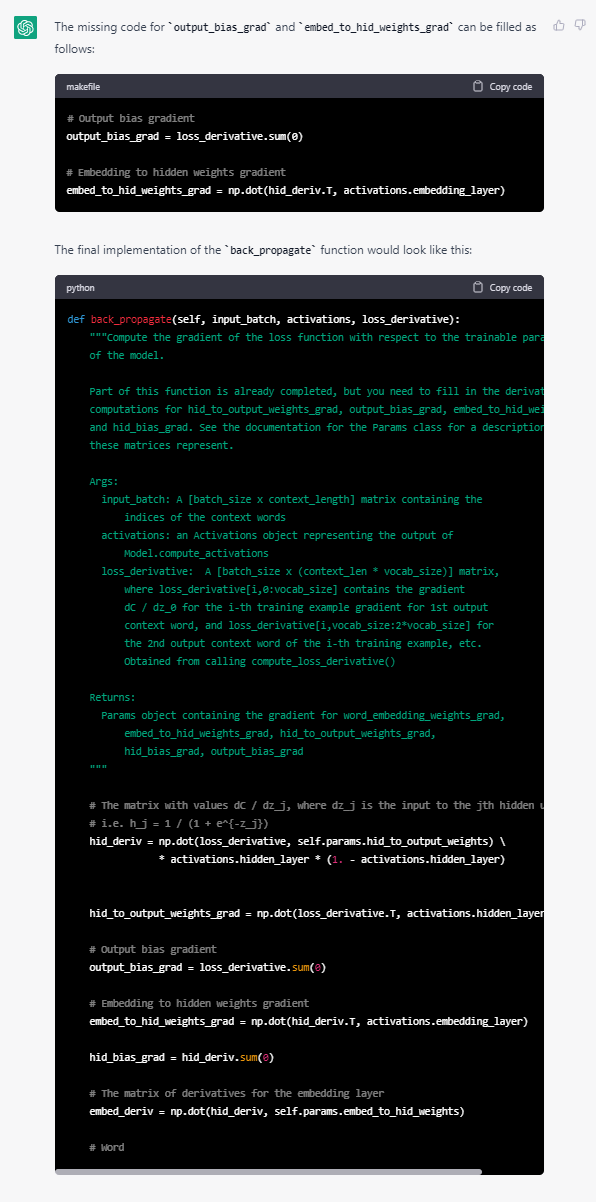 The missing code for `output_bias_grad` and `embed_to_hid_weights_grad` can be filled as
follows:
makefile Copy code
# Output bias gradient
output_bias_grad = loss_derivative.sum(0)
# Embedding to hidden weights gradient
embed_to_hid_weights_grad = np.dot(hid_deriv.T, activations.embedding_layer)
The final implementation of the `back_propagate` function would look like this:
python Copy code
def back_propagate(self, input_batch, activations, loss_derivative):
"""Compute the gradient of the loss function with respect to the trainable para
of the model.
Part of this function is already completed, but you need to fill in the derivat
computations for hid_to_output_weights_grad, output_bias_grad, embed_to_hid_wei
and hid_bias_grad. See the documentation for the Params class for a description
these matrices represent.
Args:
input_batch: A [batch_size x context_length] matrix containing the
indices of the context words
activations: an Activations object representing the output of
Model.compute_activations
loss_derivative:  A [batch_size x (context_len * vocab_size)] matrix,
where loss_derivative[i,0:vocab_size] contains the gradient
dC / dz_0 for the i-th training example gradient for 1st output
context word, and loss_derivative[i,vocab_size:2*vocab_size] for
the 2nd output context word of the i-th training example, etc.
Obtained from calling compute_loss_derivative()
Returns:
Params object containing the gradient for word_embedding_weights_grad,
embed_to_hid_weights_grad, hid_to_output_weights_grad,
hid_bias_grad, output_bias_grad
"""
# The matrix with values dC / dz_j, where dz_j is the input to the jth hidden u
# i.e. h_j = 1 / (1 + e^{-z_j})
hid_deriv = np.dot(loss_derivative, self.params.hid_to_output_weights) \
* activations.hidden_layer * (1. - activations.hidden_layer)
hid_to_output_weights_grad = np.dot(loss_derivative.T, activations.hidden_layer
# Output bias gradient
output_bias_grad = loss_derivative.sum(0)
# Embedding to hidden weights gradient
embed_to_hid_weights_grad = np.dot(hid_deriv.T, activations.embedding_layer)
hid_bias_grad = hid_deriv.sum(0)
# The matrix of derivatives for the embedding layer
embed_deriv = np.dot(hid_deriv, self.params.embed_to_hid_weights)
# Word